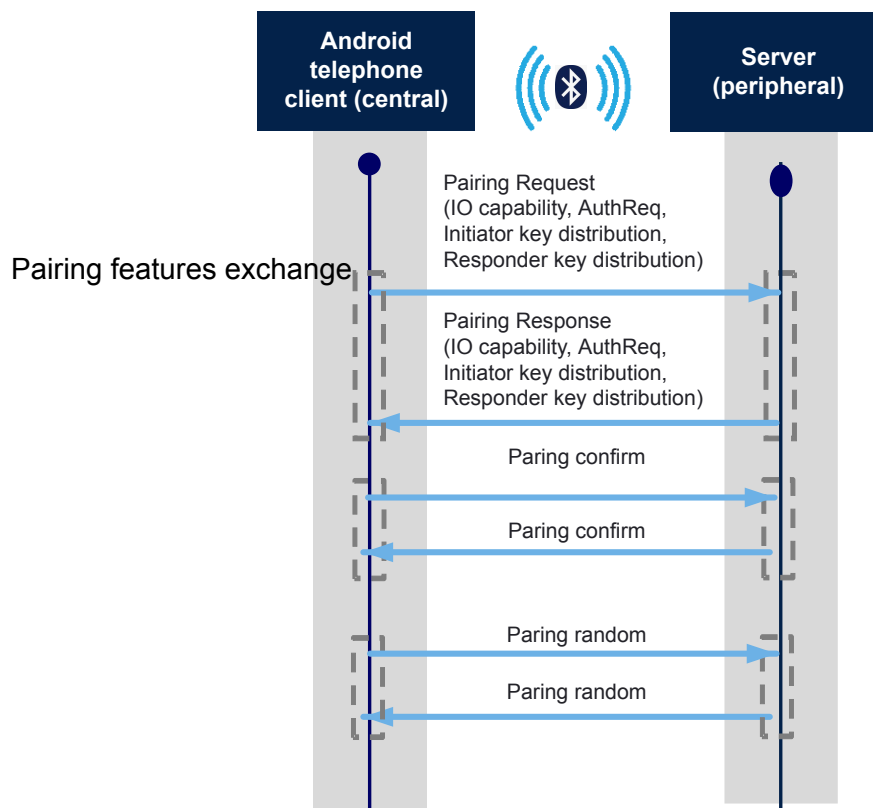 Android
telephone
client (central)
Server
(peripheral)
Pairing Request
(IO capability, AuthReq,
Initiator key distribution,
Responder key distribution)
Pairing features exchange
Pairing Response
(IO capability, AuthReq,
Initiator key distribution,
Responder key distribution)
Paring confirm
Paring confirm
Paring random
Paring random